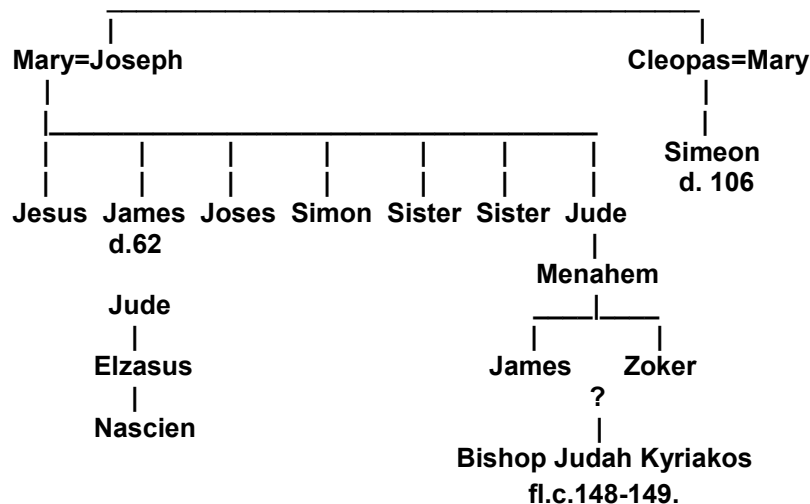 Mary=Joseph Cleopas=Mary
Simeon
d. 106
Jesus James Joses Simon Sister Sister Jude
d.62
Menahem
Jude
Elzasus James Zoker
?
Nascien
Bishop Judah Kyriakos
fl.c.148-149.